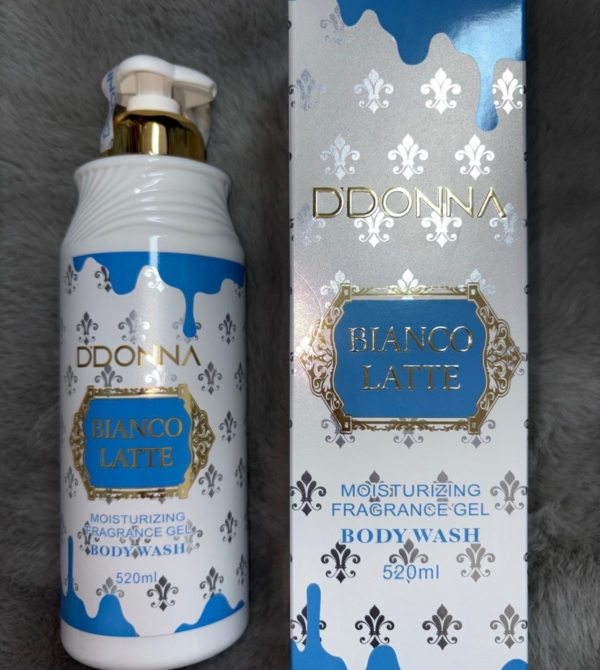 D'DONNA
BIANCO
LATTE
MOISTURIZING
FRAGRANCE GEL
BODY WASH
520ml
D'DONNA
BIANCO
LATTE
MOISTURIZING
FRAGRANCE GEL
BODY WASH
520ml